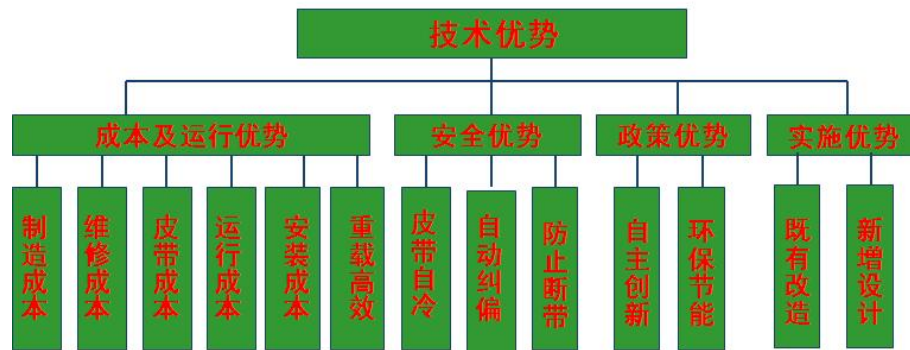 技术优势
成本及运行优势
安全优势
政策优势
实施优势
制造成本
维修成本
皮带成本
运行成本
安装成本
重载高效
皮带自冷
自动纠偏
防止断带
自主创新
环保节能
既有改造
新增设计